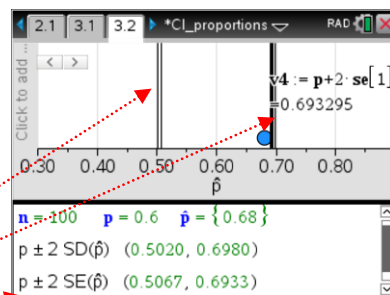 2.1 3.1 3.2 *CI_proportions RAD
Click to add ...
v4 := p+2· se[1]
=0.693295
0.30 0.40 0.50 0.60 0.70 0.80
p̂
n = 100 p = 0.6 p̂ = {0.68}
p ± 2 SD(p̂) (0.5020, 0.6980)
p ± 2 SE(p̂) (0.5067, 0.6933)